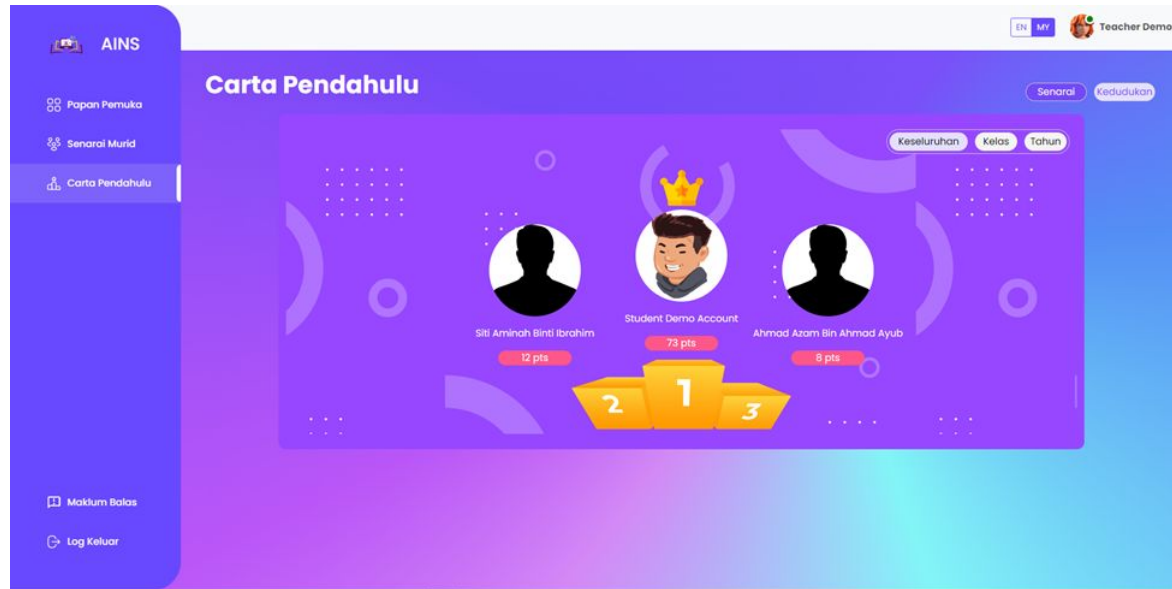 AINS
EN MY
Teacher Demo
Papan Pemuka
Senarai Murid
Carta Pendahulu
Maklum Balas
Log Keluar
Carta Pendahulu
Senarai Kedudukan
Keseluruhan Kelas Tahun
Student Demo Account
73 pts
Siti Aminah Binti Ibrahim
12 pts
Ahmad Azam Bin Ahmad Ayub
8 pts
2 1 3